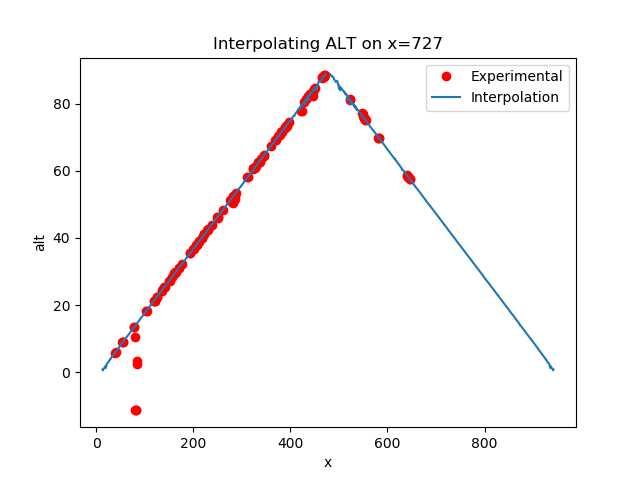 Interpolating ALT on x=727
Experimental
Interpolation
alt
80
60
40
20
0
0 200 400 600 800
x